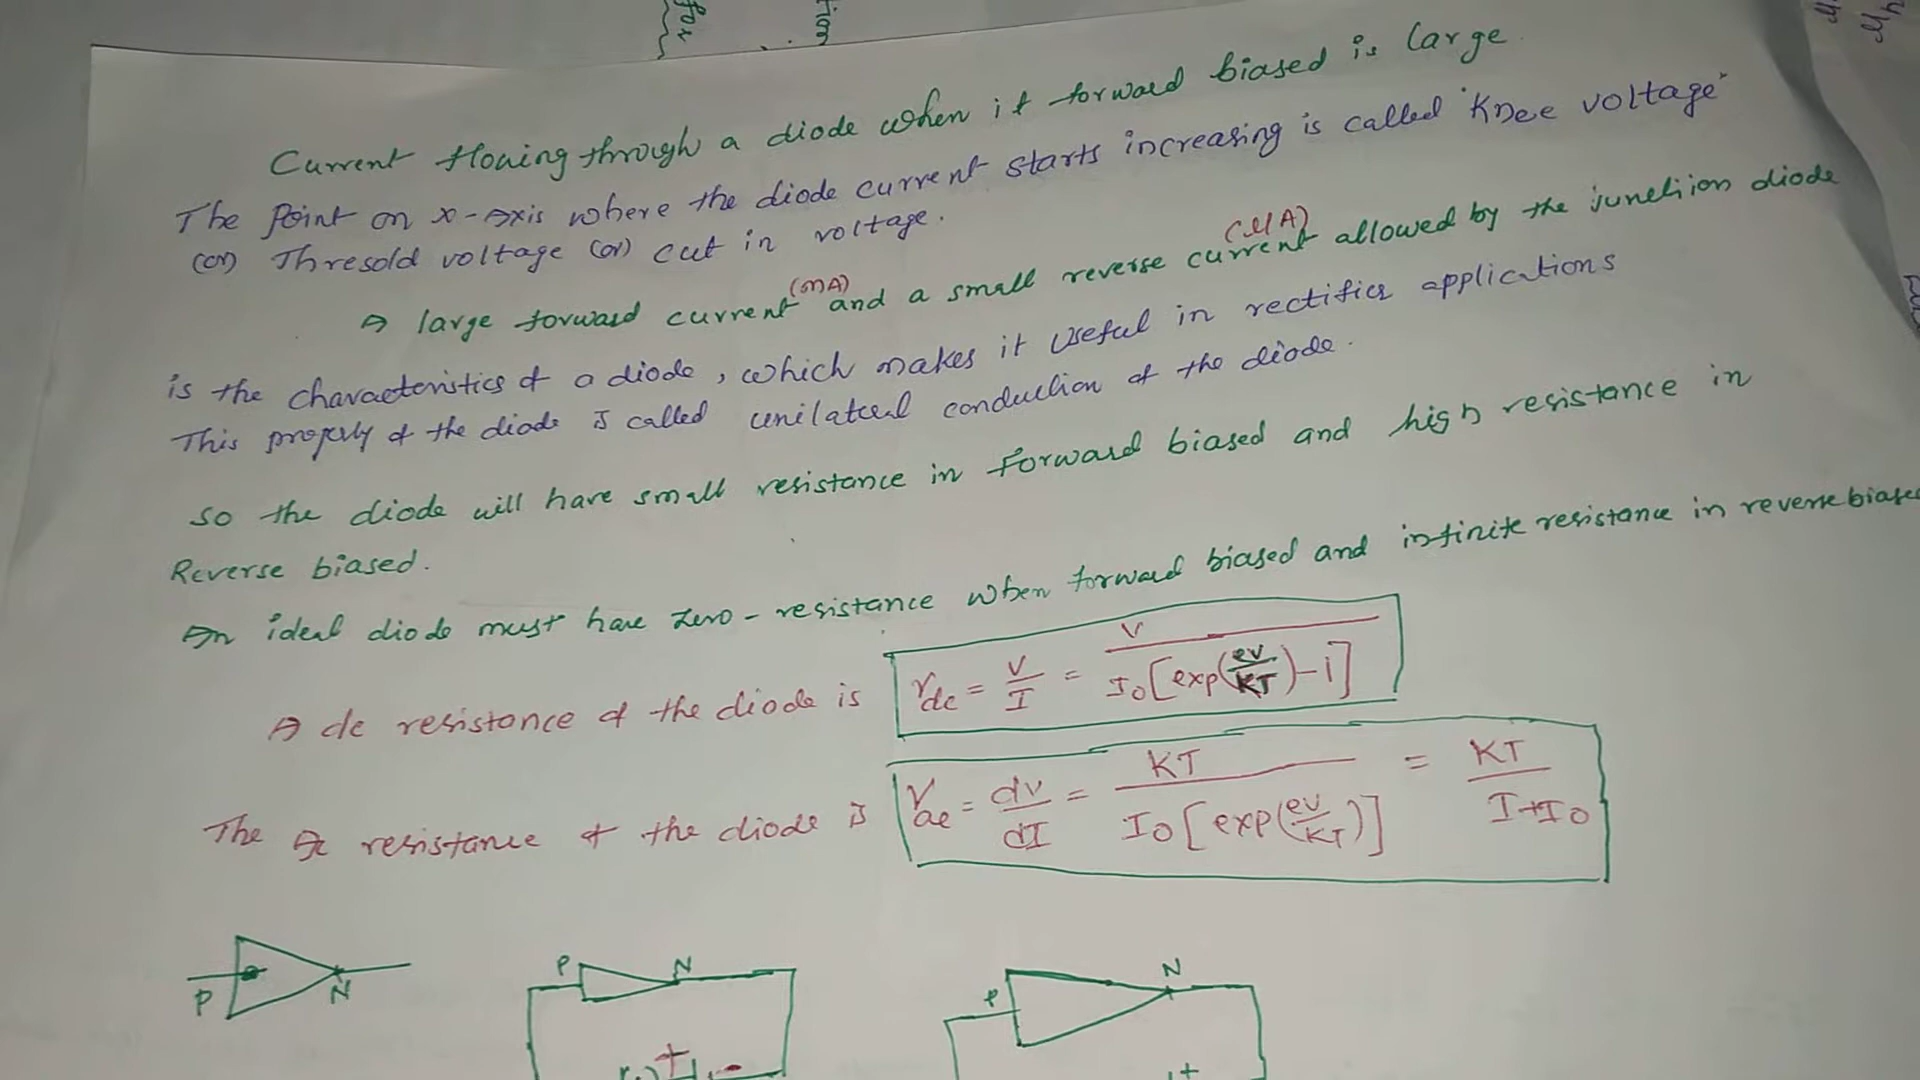 for
Current flowing through a diode when it forward biased is large.
The Point on x-Axis where the diode current starts increasing is called "Knee voltage"
(or) Thresold voltage (or) cut in voltage.
⇒ large forward current (mA) and a small reverse current (μA) allowed by the junction diode
is the characteristics of a diode, which makes it useful in rectifier applications
This property of the diode is called unilateral conduction of the diode.
So the diode will have small resistance in forward biased and high resistance in
Reverse biased.
An ideal diode must have zero-resistance when forward biased and infinite resistance in reverse biased
A dc resistance of the diode is r_dc = V/I = V/(I₀[exp(eV/KT)-1])
The Ac resistance of the diode is r_ac = dV/dI = KT/(I₀[exp(eV/KT)]) = KT/(I+I₀)
P N
P N
P N
+ -
+